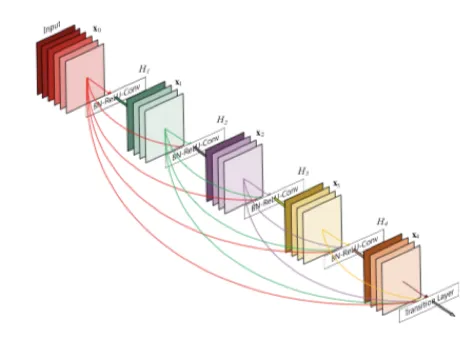 Input
x0
H1
BN-ReLU-Conv
x1
H2
BN-ReLU-Conv
x2
H3
BN-ReLU-Conv
x3
H4
BN-ReLU-Conv
x4
Transition Layer